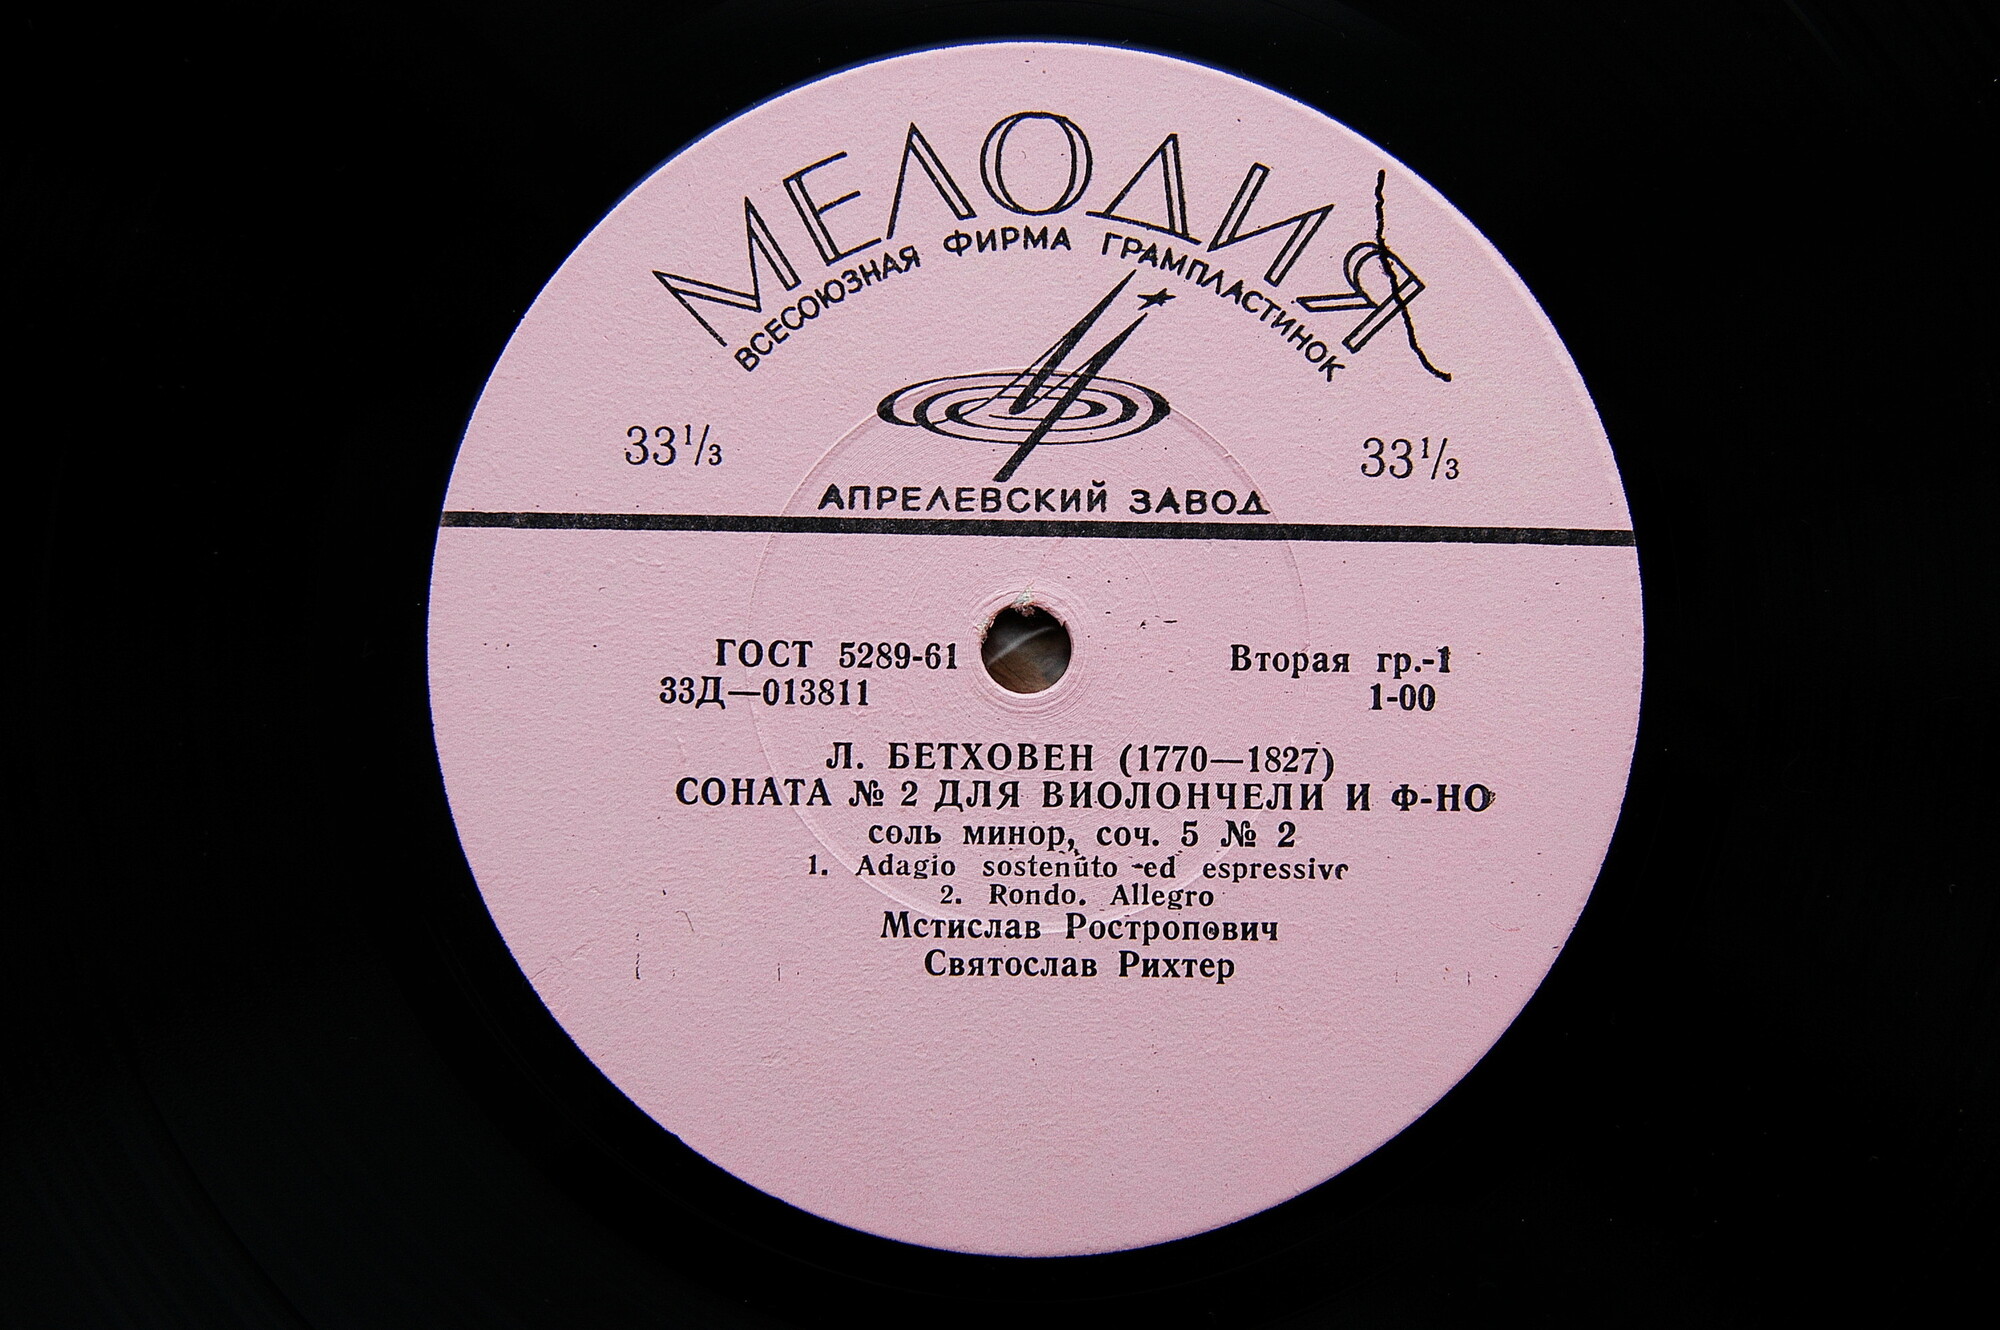 МЕЛОДИЯ
ВСЕСОЮЗНАЯ ФИРМА ГРАМПЛАСТИНОК
33⅓ 33⅓
АПРЕЛЕВСКИЙ ЗАВОД
ГОСТ 5289-61 Вторая гр.-1
33Д—013811 1-00
Л. БЕТХОВЕН (1770—1827)
СОНАТА № 2 ДЛЯ ВИОЛОНЧЕЛИ И Ф-НО
соль минор, соч. 5 № 2
1. Adagio sostenuto ed espressive
2. Rondo. Allegro
Мстислав Ростропович
Святослав Рихтер